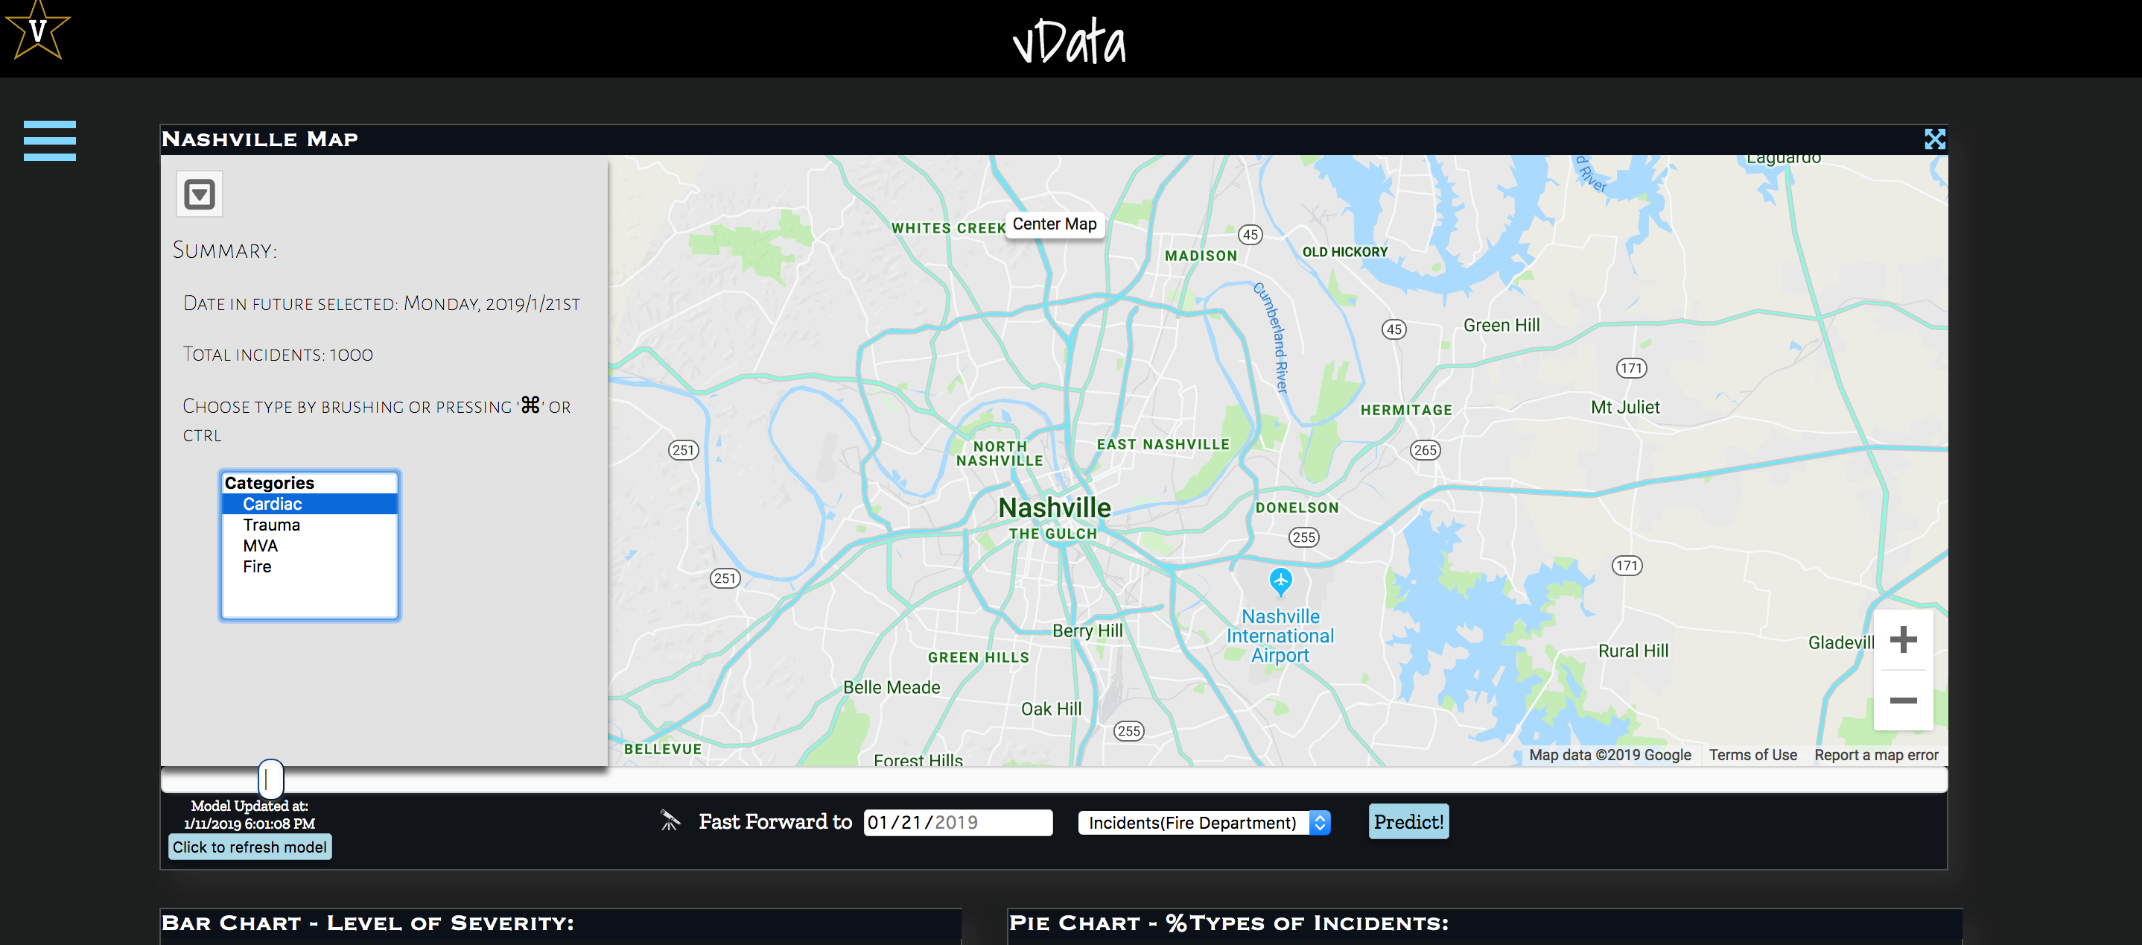 V
vData
Nashville Map
Summary:
Date in future selected: Monday, 2019/1/21st
Total incidents: 1000
Choose type by brushing or pressing '⌘' or
ctrl
Categories
Cardiac
Trauma
MVA
Fire
Laguardo
d River
WHITES CREEK
Center Map
45
MADISON
OLD HICKORY
Cumberland River
45
Green Hill
171
HERMITAGE
Mt Juliet
251
NORTH
NASHVILLE
EAST NASHVILLE
265
Nashville
THE GULCH
DONELSON
255
251
171
Nashville
International
Airport
Berry Hill
GREEN HILLS
Rural Hill
Gladevill
Belle Meade
Oak Hill
255
BELLEVUE
Forest Hills
Map data ©2019 Google
Terms of Use
Report a map error
Model Updated at:
1/11/2019 6:01:08 PM
Click to refresh model
Fast Forward to
01/21/2019
Incidents(Fire Department)
Predict!
Bar Chart - Level of Severity:
Pie Chart - %Types of Incidents: